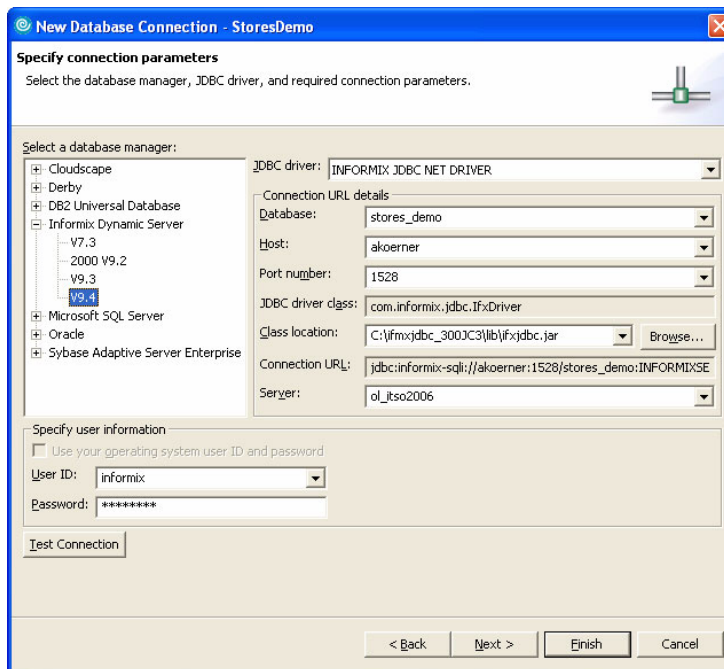 New Database Connection - StoresDemo
Specify connection parameters
Select the database manager, JDBC driver, and required connection parameters.
Select a database manager:
Cloudscape
Derby
DB2 Universal Database
Informix Dynamic Server
V7.3
2000 V9.2
V9.3
V9.4
Microsoft SQL Server
Oracle
Sybase Adaptive Server Enterprise
JDBC driver: INFORMIX JDBC NET DRIVER
Connection URL details
Database: stores_demo
Host: akoerner
Port number: 1528
JDBC driver class: com.informix.jdbc.IfxDriver
Class location: C:\ifmxjdbc_300JC3\lib\ifxjdbc.jar Browse...
Connection URL: jdbc:informix-sqli://akoerner:1528/stores_demo:INFORMIXSE
Server: ol_itso2006
Specify user information
Use your operating system user ID and password
User ID: informix
Password: ********
Test Connection
< Back Next > Finish Cancel